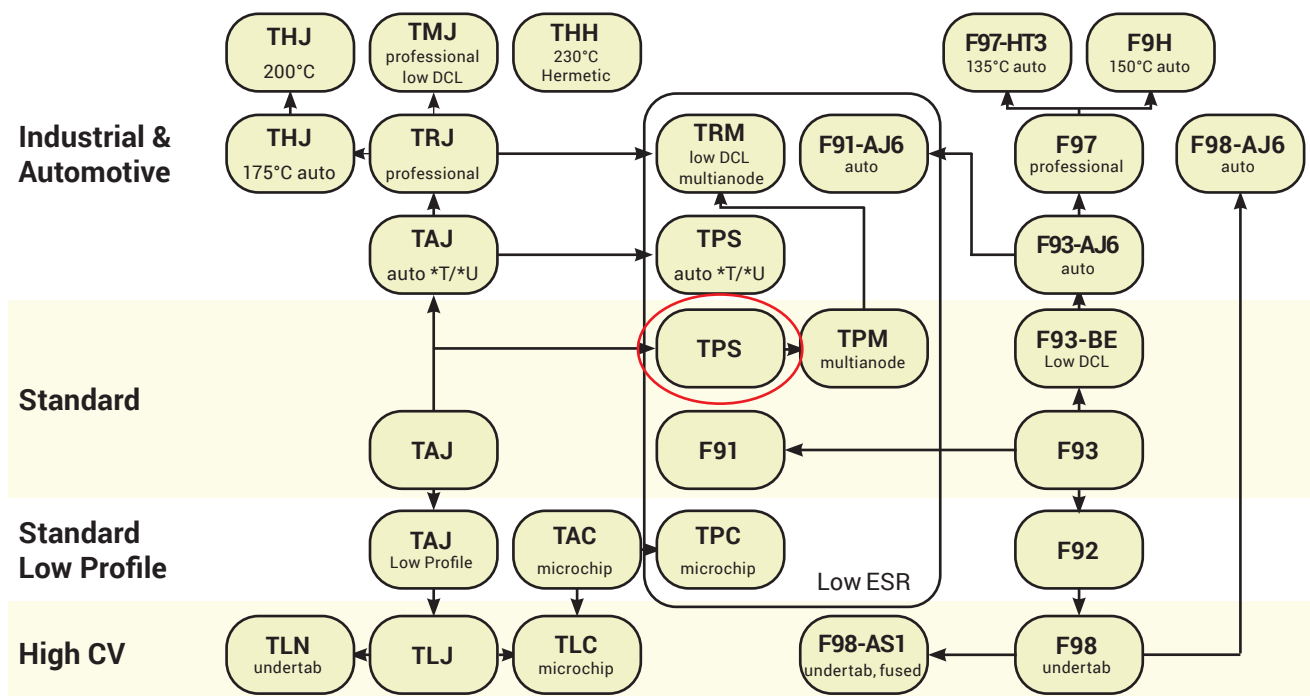 THJ
200°C
TMJ
professional
low DCL
THH
230°C
Hermetic
F97-HT3
135°C auto
F9H
150°C auto
Industrial &
Automotive
THJ
175°C auto
TRJ
professional
TRM
low DCL
multianode
F91-AJ6
auto
F97
professional
F98-AJ6
auto
TAJ
auto *T/*U
TPS
auto *T/*U
F93-AJ6
auto
Standard
TPS
TPM
multianode
F93-BE
Low DCL
TAJ
F91
F93
Standard
Low Profile
TAJ
Low Profile
TAC
microchip
TPC
microchip
Low ESR
F92
High CV
TLN
undertab
TLJ
TLC
microchip
F98-AS1
undertab, fused
F98
undertab